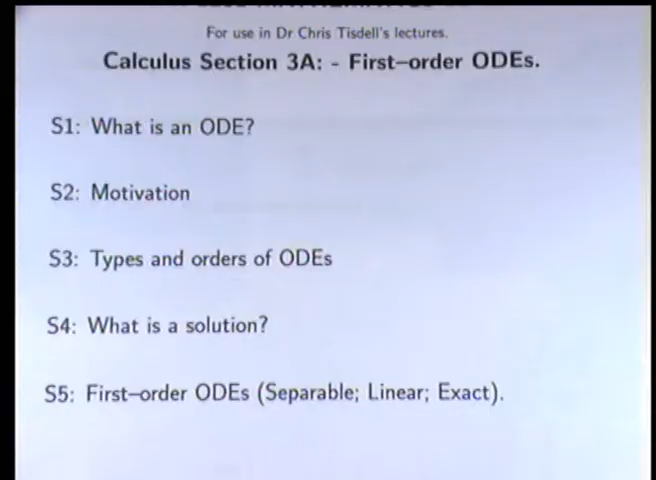 For use in Dr Chris Tisdell's lectures.
Calculus Section 3A: - First–order ODEs.
S1: What is an ODE?
S2: Motivation
S3: Types and orders of ODEs
S4: What is a solution?
S5: First–order ODEs (Separable; Linear; Exact).